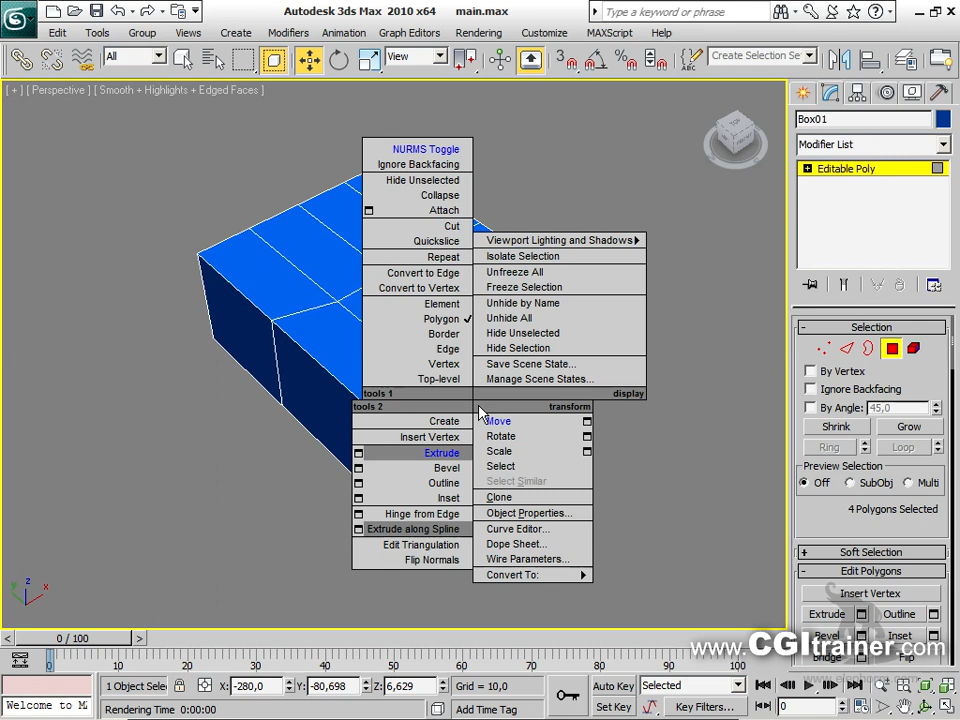 Autodesk 3ds Max 2010 x64 main.max
Type a keyword or phrase
Edit Tools Group Views Create Modifiers Animation Graph Editors Rendering Customize MAXScript Help
All View Create Selection Se
[ + ] [ Perspective ] [ Smooth + Highlights + Edged Faces ]
Box01
Modifier List
Editable Poly
NURMS Toggle
Ignore Backfacing
Hide Unselected
Collapse
Attach
Cut
Quickslice
Repeat
Convert to Edge
Convert to Vertex
Element
Polygon
Border
Edge
Vertex
Top-level
tools 1
Viewport Lighting and Shadows
Isolate Selection
Unfreeze All
Freeze Selection
Unhide by Name
Unhide All
Hide Unselected
Hide Selection
Save Scene State...
Manage Scene States...
display
tools 2
Create
Insert Vertex
Extrude
Bevel
Outline
Inset
Hinge from Edge
Extrude along Spline
Edit Triangulation
Flip Normals
transform
Move
Rotate
Scale
Select
Select Similar
Clone
Object Properties...
Curve Editor...
Dope Sheet...
Wire Parameters...
Convert To:
- Selection
By Vertex
Ignore Backfacing
By Angle: 45,0
Shrink Grow
Ring Loop
Preview Selection
Off SubObj Multi
4 Polygons Selected
+ Soft Selection
- Edit Polygons
Insert Vertex
Extrude Outline
Bevel Inset
Bridge Flip
www.CGItrainer.com
z
y x
< 0 / 100 >
0 10 20 30 40 50 60 70 80 90 100
1 Object Sele X: -280,0 Y: -80,698 Z: 6,629 Grid = 10,0 Auto Key Selected
Welcome to M Rendering Time 0:00:00 Add Time Tag Set Key Key Filters... 0